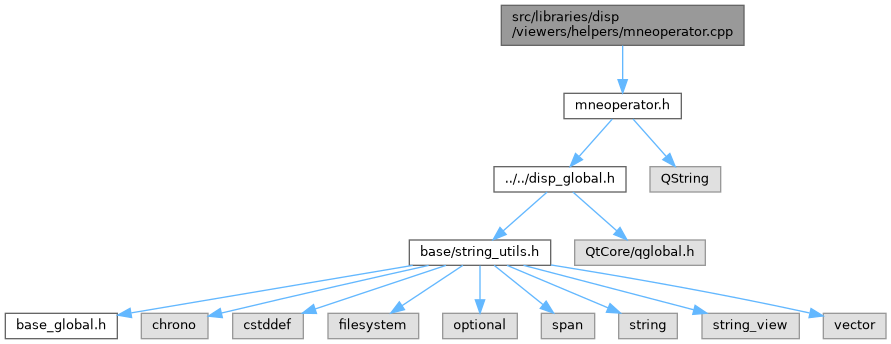 src/libraries/disp
/viewers/helpers/mneoperator.cpp
mneoperator.h
../../disp_global.h
QString
base/string_utils.h
QtCore/qglobal.h
base_global.h
chrono
cstddef
filesystem
optional
span
string
string_view
vector